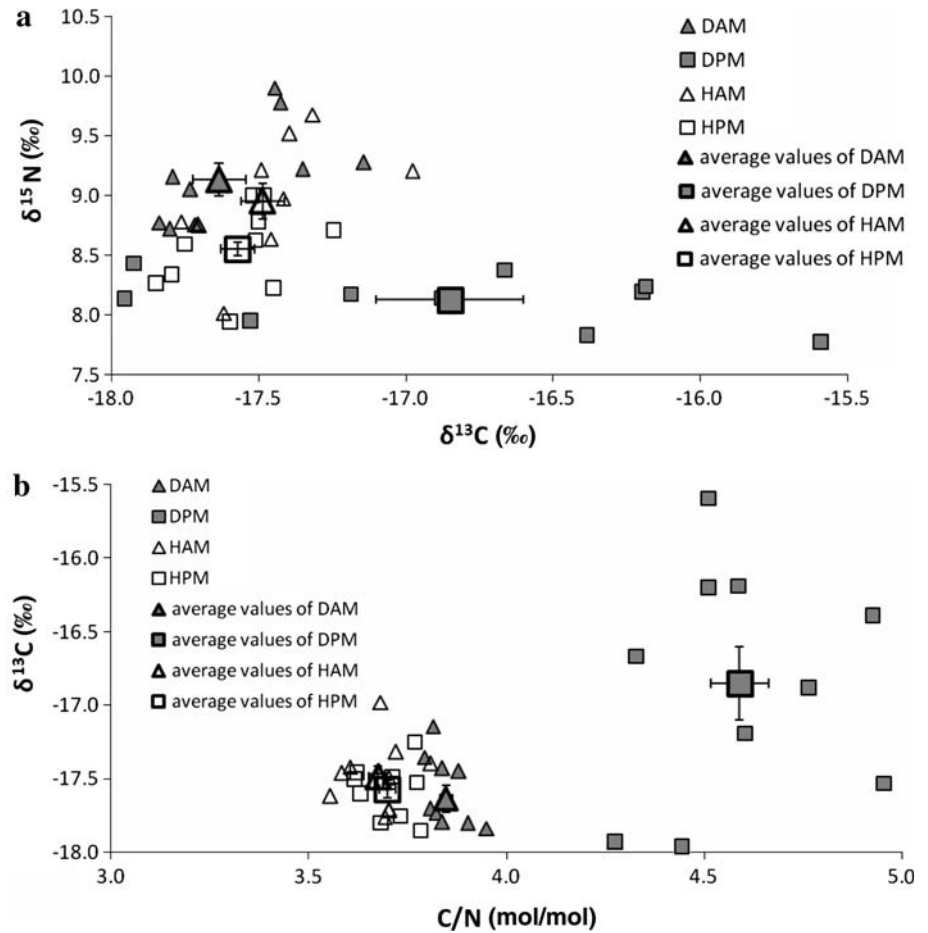 a
10.5
10.0
9.5
9.0
8.5
8.0
7.5
δ15 N (‰)
-18.0 -17.5 -17.0 -16.5 -16.0 -15.5
δ13C (‰)
DAM
DPM
HAM
HPM
average values of DAM
average values of DPM
average values of HAM
average values of HPM
b
-15.5
-16.0
-16.5
-17.0
-17.5
-18.0
δ13C (‰)
DAM
DPM
HAM
HPM
average values of DAM
average values of DPM
average values of HAM
average values of HPM
3.0 3.5 4.0 4.5 5.0
C/N (mol/mol)